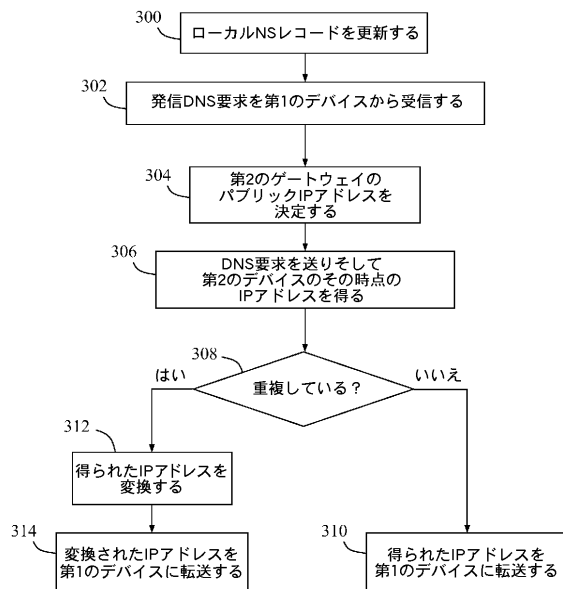 300
ローカルNSレコードを更新する
302
発信DNS要求を第1のデバイスから受信する
304
第2のゲートウェイの
パブリックIPアドレスを
決定する
306
DNS要求を送りそして
第2のデバイスのその時点の
IPアドレスを得る
308
重複している？
はい
いいえ
312
得られたIPアドレスを
変換する
314
変換されたIPアドレスを
第1のデバイスに転送する
310
得られたIPアドレスを
第1のデバイスに転送する